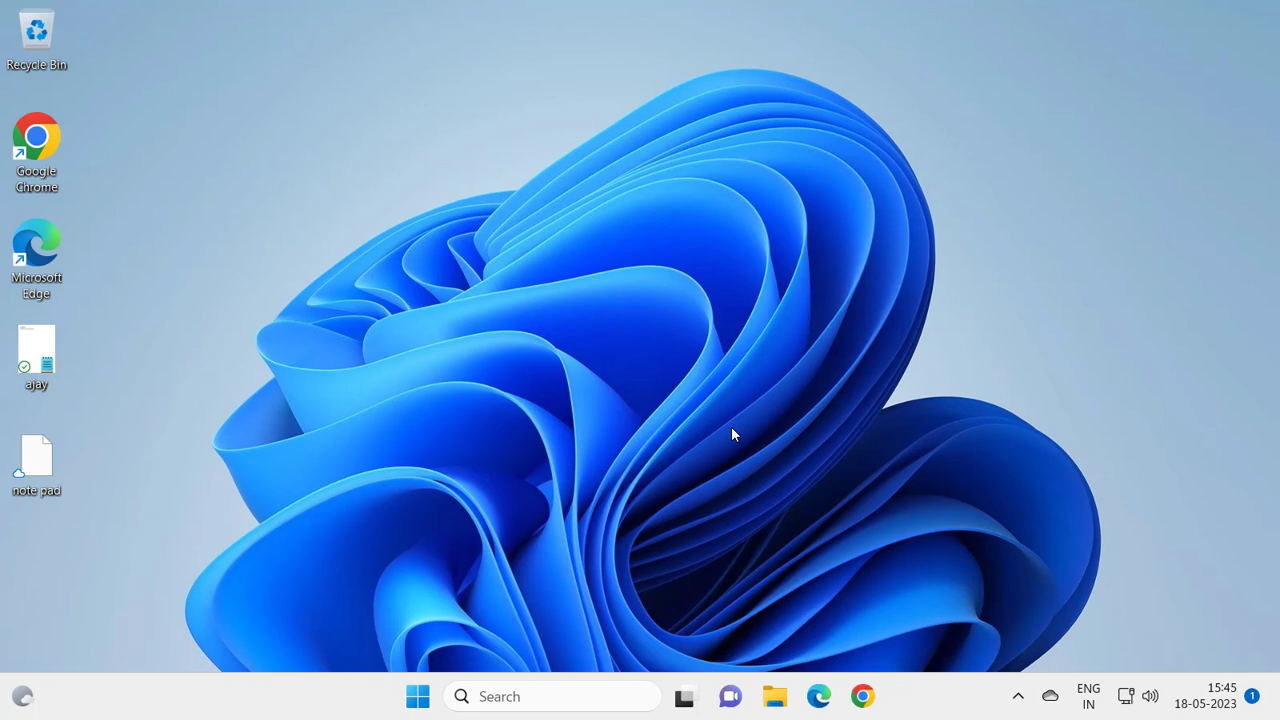 Recycle Bin
Google
Chrome
Microsoft
Edge
ajay
note pad
Search
ENG
IN
15:45
18-05-2023
1